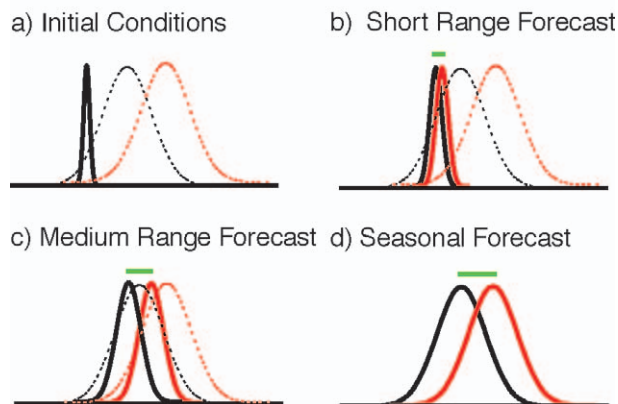 a) Initial Conditions
b) Short Range Forecast
c) Medium Range Forecast
d) Seasonal Forecast